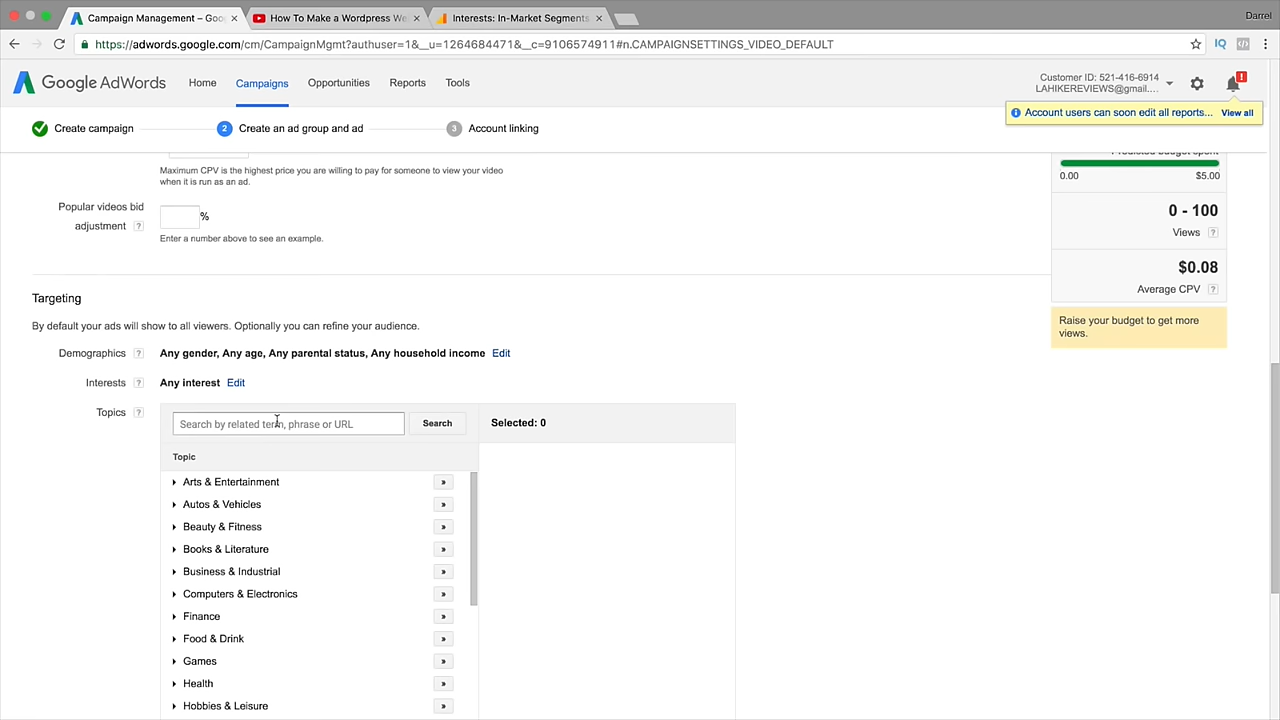 Campaign Management – Goo
How To Make a Wordpress We
Interests: In-Market Segments
Darrel
https://adwords.google.com/cm/CampaignMgmt?authuser=1&__u=1264684471&__c=9106574911#n.CAMPAIGNSETTINGS_VIDEO_DEFAULT
IQ
Google AdWords
Home
Campaigns
Opportunities
Reports
Tools
Customer ID: 521-416-6914
LAHIKEREVIEWS@gmail....
!
Account users can soon edit all reports... View all
Create campaign
2 Create an ad group and ad
3 Account linking
Maximum CPV is the highest price you are willing to pay for someone to view your video
when it is run as an ad.
Predicted budget spent
0.00 $5.00
Popular videos bid
adjustment ?
%
Enter a number above to see an example.
0 - 100
Views ?
$0.08
Average CPV ?
Raise your budget to get more
views.
Targeting
By default your ads will show to all viewers. Optionally you can refine your audience.
Demographics ? Any gender, Any age, Any parental status, Any household income Edit
Interests ? Any interest Edit
Topics ?
Search by related term, phrase or URL
Search
Selected: 0
Topic
Arts & Entertainment »
Autos & Vehicles »
Beauty & Fitness »
Books & Literature »
Business & Industrial »
Computers & Electronics »
Finance »
Food & Drink »
Games »
Health »
Hobbies & Leisure »